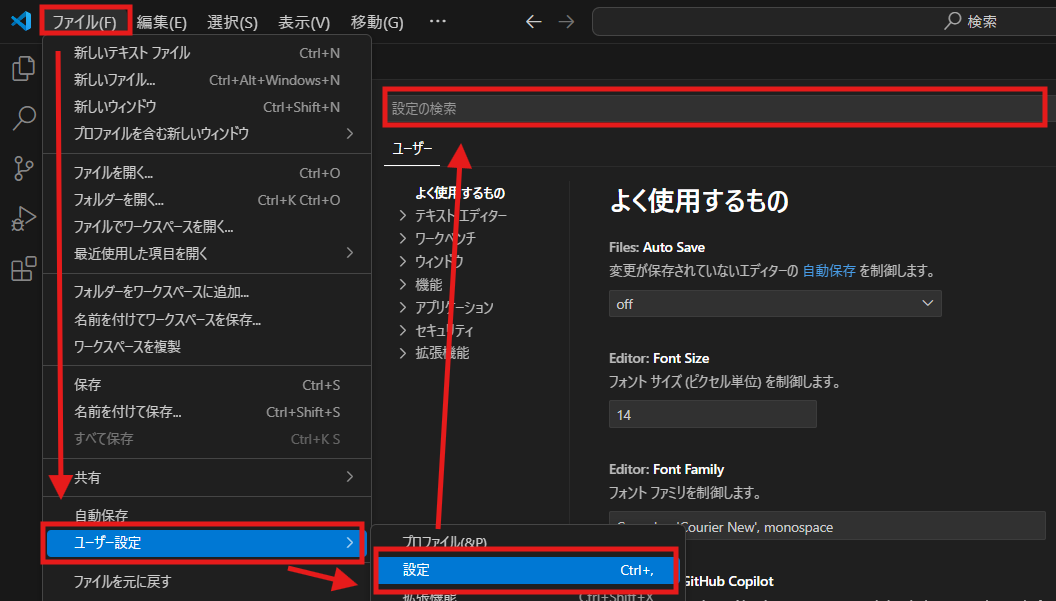 ファイル(F) 編集(E) 選択(S) 表示(V) 移動(G) … 検索
新しいテキスト ファイル Ctrl+N
新しいファイル... Ctrl+Alt+Windows+N
新しいウィンドウ Ctrl+Shift+N
プロファイルを含む新しいウィンドウ
ファイルを開く... Ctrl+O
フォルダーを開く... Ctrl+K Ctrl+O
ファイルでワークスペースを開く...
最近使用した項目を開く
フォルダーをワークスペースに追加...
名前を付けてワークスペースを保存...
ワークスペースを複製
保存 Ctrl+S
名前を付けて保存... Ctrl+Shift+S
すべて保存 Ctrl+K S
共有
自動保存
ユーザー設定
ファイルを元に戻す
プロファイル(&P)
設定 Ctrl+,
拡張機能 Ctrl+Shift+X
設定の検索
ユーザー
よく使用するもの
テキスト エディター
ワークベンチ
ウィンドウ
機能
アプリケーション
セキュリティ
拡張機能
よく使用するもの
Files: Auto Save
変更が保存されていないエディターの 自動保存 を制御します。
off
Editor: Font Size
フォント サイズ (ピクセル単位) を制御します。
14
Editor: Font Family
フォント ファミリを制御します。
'Courier New', monospace
GitHub Copilot